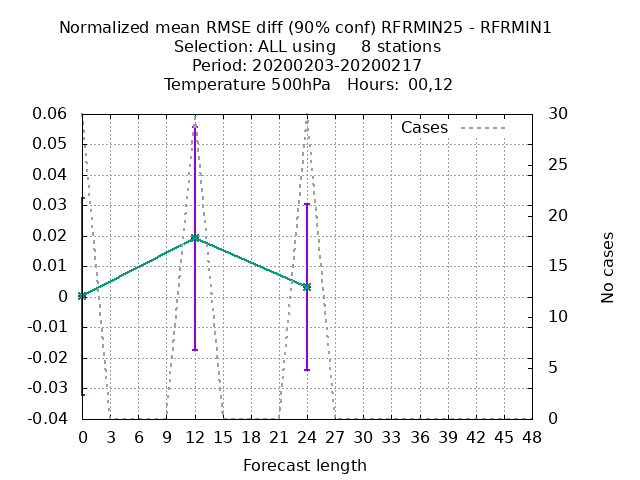 Normalized mean RMSE diff (90% conf) RFRMIN25 - RFRMIN1
Selection: ALL using     8 stations
Period: 20200203-20200217
Temperature 500hPa   Hours:  00,12
Cases
0.06
0.05
0.04
0.03
0.02
0.01
0
-0.01
-0.02
-0.03
-0.04
30
25
20
15
10
5
0
No cases
0 3 6 9 12 15 18 21 24 27 30 33 36 39 42 45 48
Forecast length